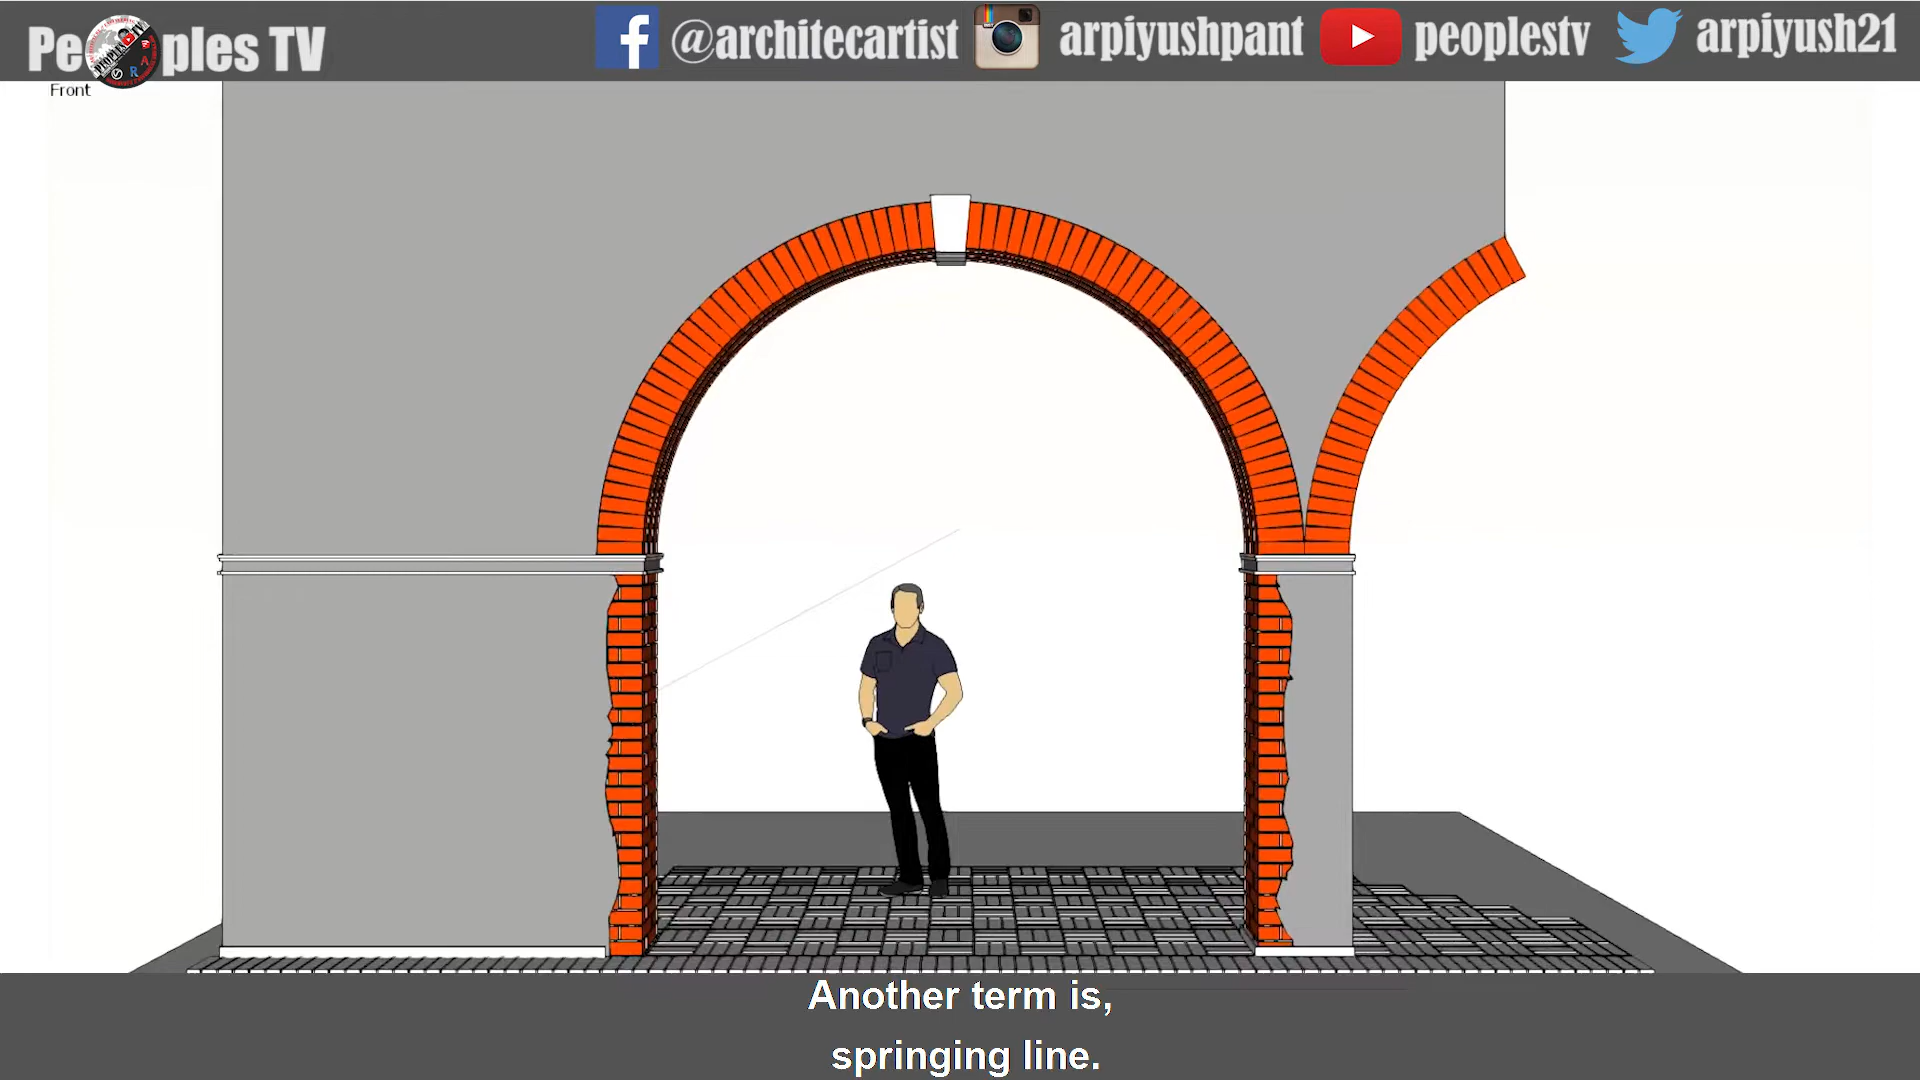 Peoples TV
@architecartist
arpiyushpant
peoplestv
arpiyush21
Front
Another term is,
springing line.